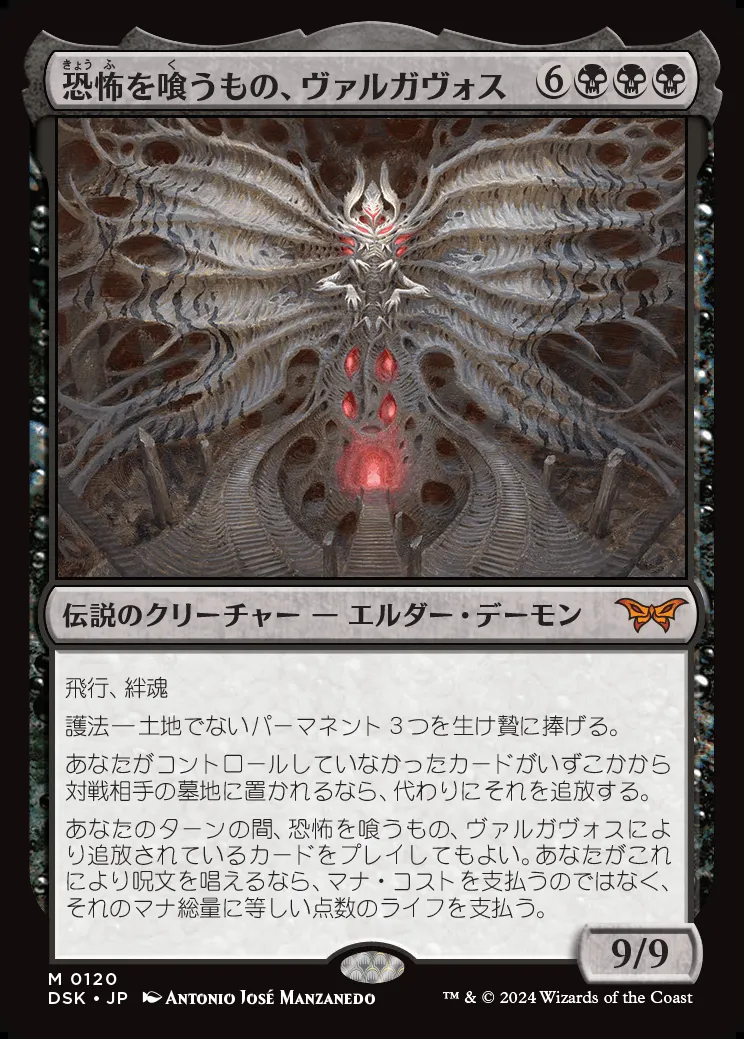 恐怖を喰うもの、ヴァルガヴォス 6
きょう ふ く
伝説のクリーチャー — エルダー・デーモン
飛行、絆魂
護法—土地でないパーマネント3つを生け贄に捧げる。
あなたがコントロールしていなかったカードがいずこかから
対戦相手の墓地に置かれるなら、代わりにそれを追放する。
あなたのターンの間、恐怖を喰うもの、ヴァルガヴォスによ
り追放されているカードをプレイしてもよい。あなたがこれ
により呪文を唱えるなら、マナ・コストを支払うのではなく、
それのマナ総量に等しい点数のライフを支払う。
9/9
M 0120
DSK • JP Antonio José Manzanedo
™ & © 2024 Wizards of the Coast